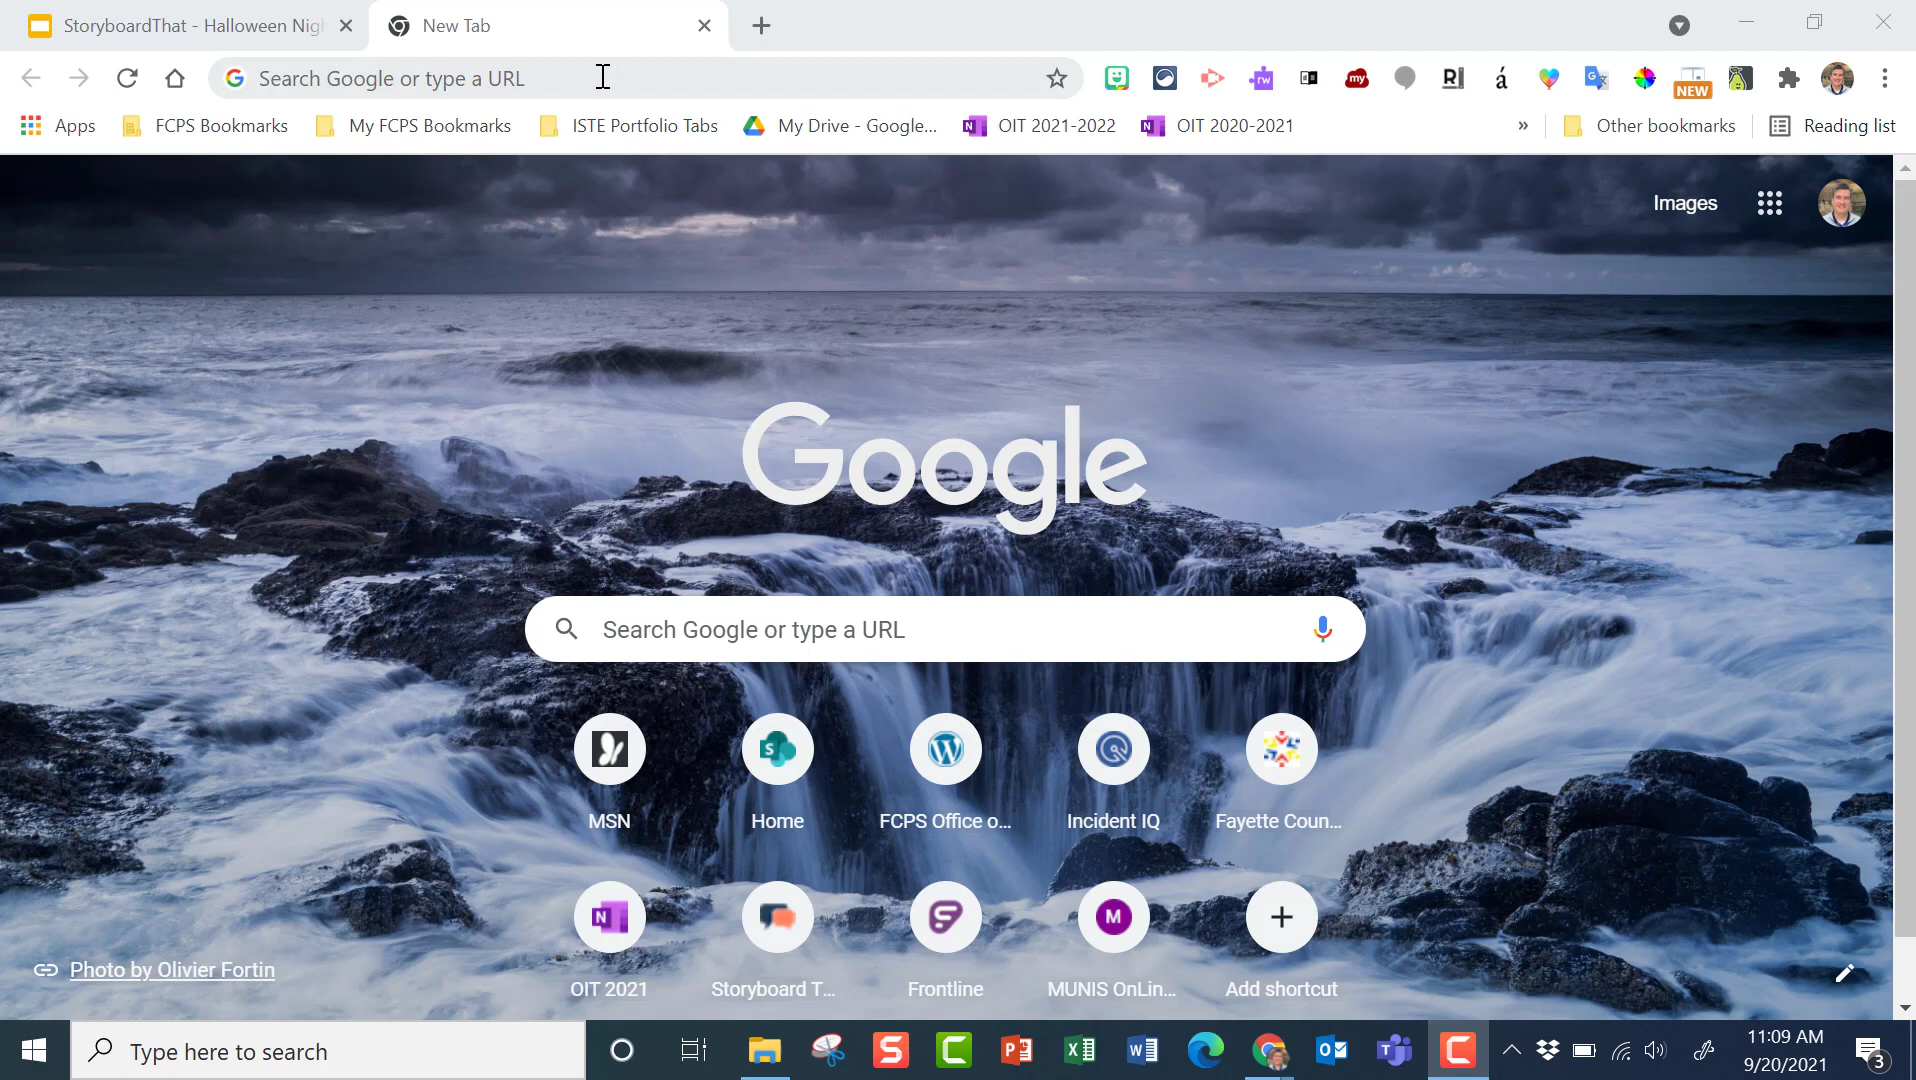 StoryboardThat - Halloween Nigh
New Tab
Search Google or type a URL
rw
my
á
NEW
Apps
FCPS Bookmarks
My FCPS Bookmarks
ISTE Portfolio Tabs
My Drive - Google...
OIT 2021-2022
OIT 2020-2021
»
Other bookmarks
Reading list
Images
Google
Search Google or type a URL
MSN
Home
FCPS Office o...
Incident IQ
Fayette Coun...
OIT 2021
Storyboard T...
Frontline
M
MUNIS OnLin...
Add shortcut
Photo by Olivier Fortin
Type here to search
11:09 AM
9/20/2021
3